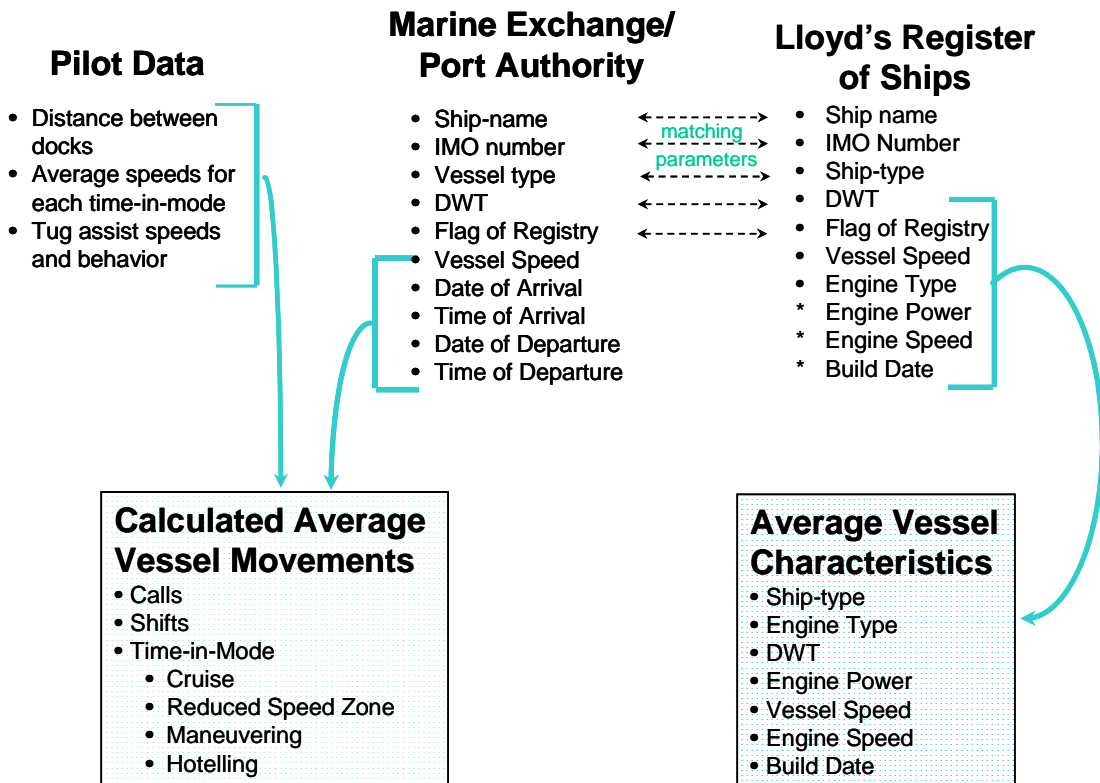 Pilot Data
• Distance between
docks
• Average speeds for
each time-in-mode
• Tug assist speeds
and behavior
Marine Exchange/
Port Authority
• Ship-name
• IMO number
• Vessel type
• DWT
• Flag of Registry
• Vessel Speed
• Date of Arrival
• Time of Arrival
• Date of Departure
• Time of Departure
matching
parameters
Lloyd's Register
of Ships
• Ship name
• IMO Number
• Ship-type
• DWT
• Flag of Registry
• Vessel Speed
• Engine Type
* Engine Power
* Engine Speed
* Build Date
Calculated Average
Vessel Movements
• Calls
• Shifts
• Time-in-Mode
• Cruise
• Reduced Speed Zone
• Maneuvering
• Hotelling
Average Vessel
Characteristics
• Ship-type
• Engine Type
• DWT
• Engine Power
• Vessel Speed
• Engine Speed
• Build Date